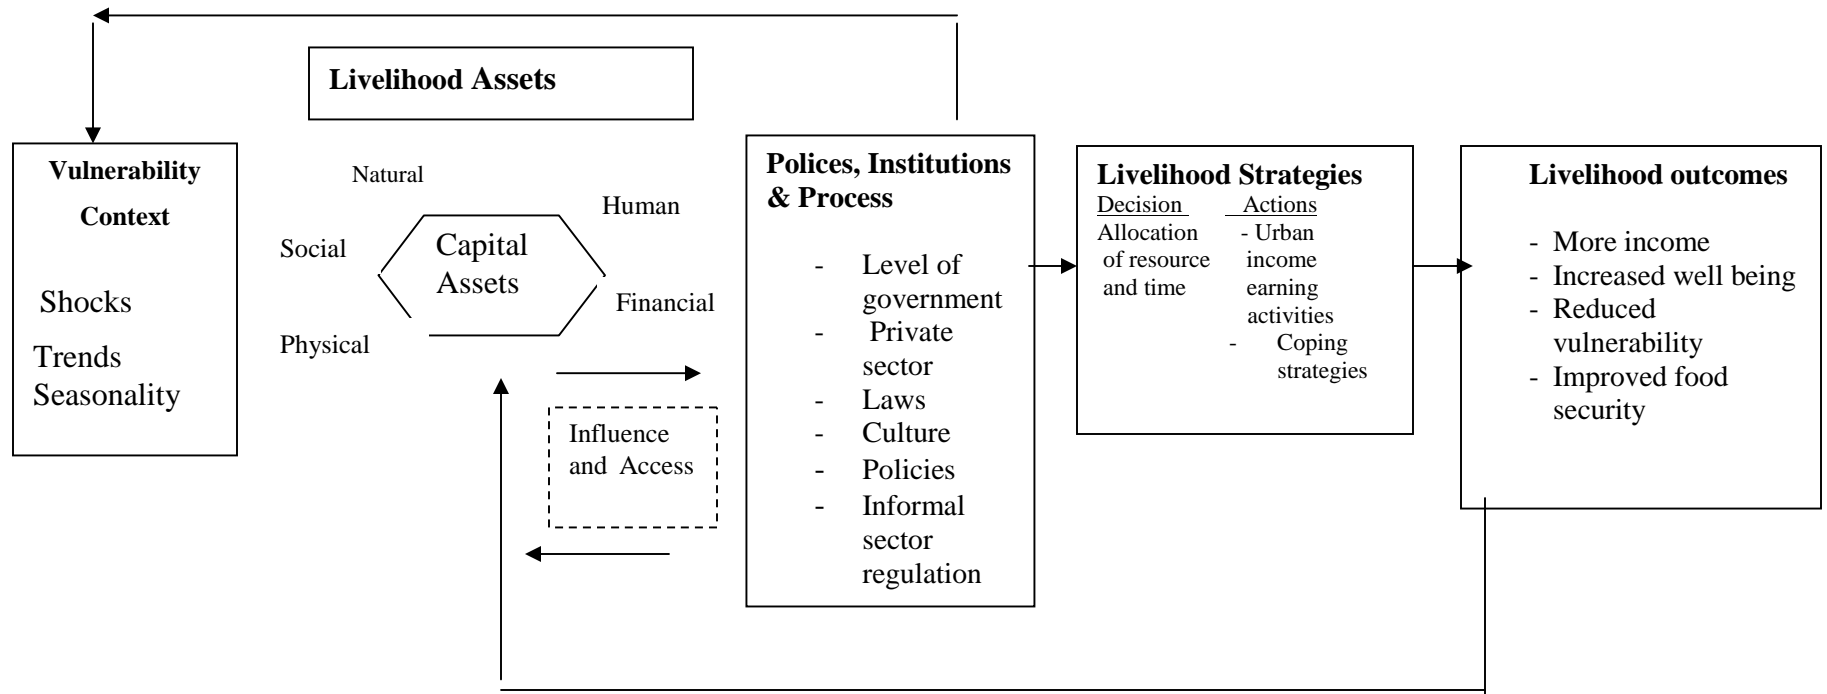 Livelihood Assets
Vulnerability
Context
Shocks
Trends
Seasonality
Natural
Human
Social
Capital
Assets
Financial
Physical
Influence
and Access
Polices, Institutions
& Process
- Level of
government
- Private
sector
- Laws
- Culture
- Policies
- Informal
sector
regulation
Livelihood Strategies
Decision Actions
Allocation - Urban
of resource income
and time earning
activities
- Coping
strategies
Livelihood outcomes
- More income
- Increased well being
- Reduced
vulnerability
- Improved food
security